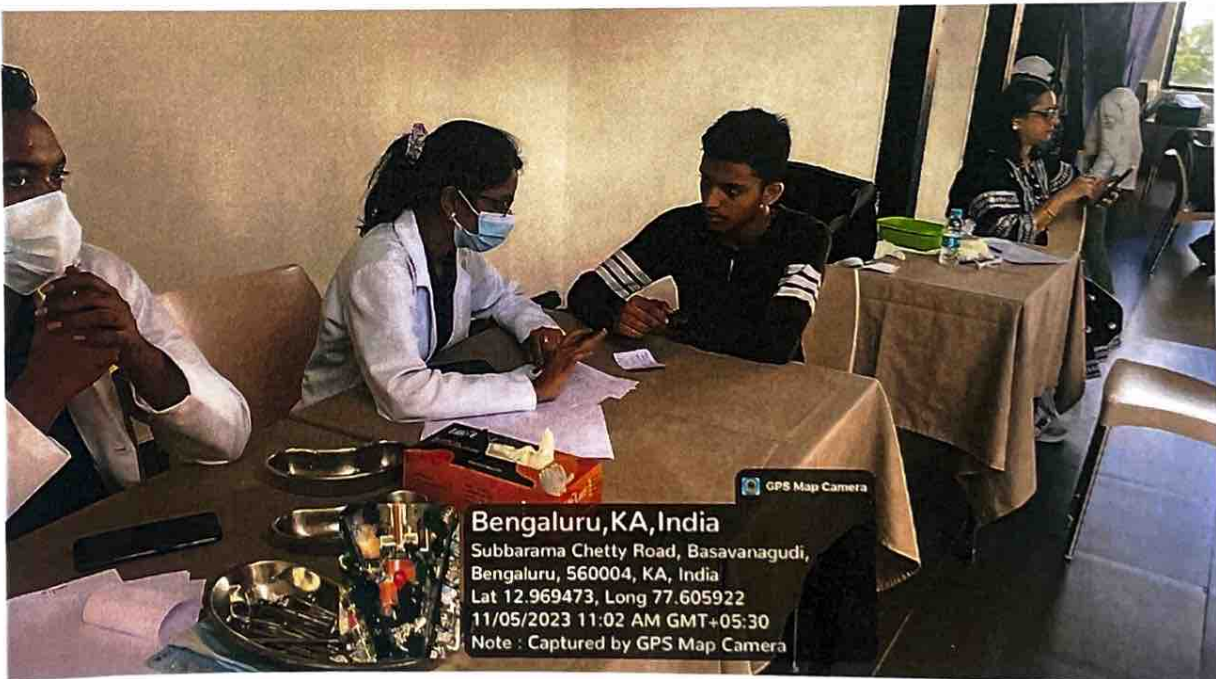 GPS Map Camera
Bengaluru,KA,India
Subbarama Chetty Road, Basavanagudi,
Bengaluru, 560004, KA, India
Lat 12.969473, Long 77.605922
11/05/2023 11:02 AM GMT+05:30
Note : Captured by GPS Map Camera